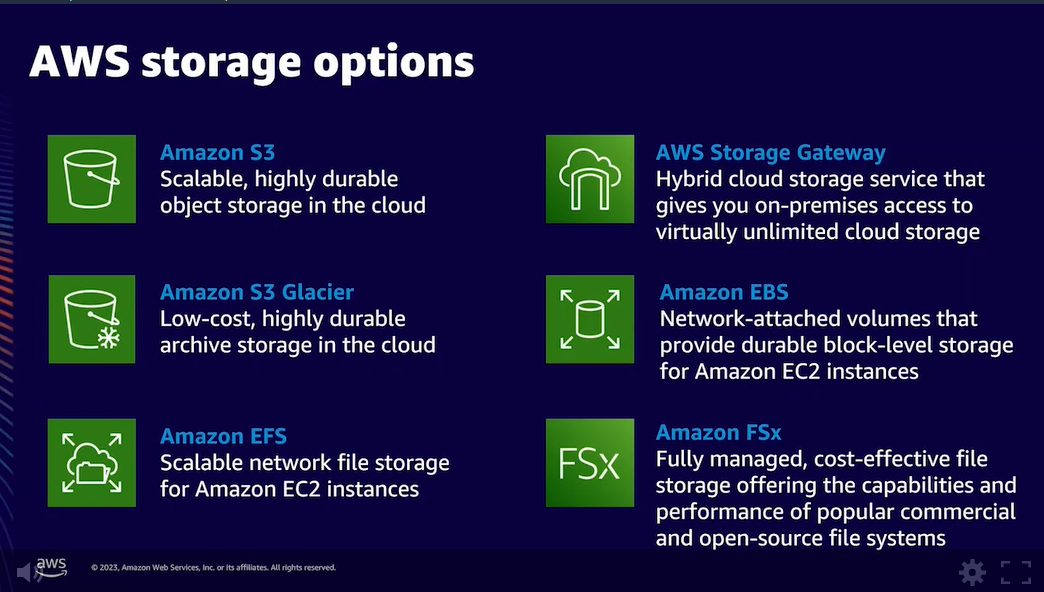 AWS storage options
Amazon S3
Scalable, highly durable
object storage in the cloud
Amazon S3 Glacier
Low-cost, highly durable
archive storage in the cloud
Amazon EFS
Scalable network file storage
for Amazon EC2 instances
AWS Storage Gateway
Hybrid cloud storage service that
gives you on-premises access to
virtually unlimited cloud storage
Amazon EBS
Network-attached volumes that
provide durable block-level storage
for Amazon EC2 instances
FSx
Amazon FSx
Fully managed, cost-effective file
storage offering the capabilities and
performance of popular commercial
and open-source file systems
aws
© 2023, Amazon Web Services, Inc. or its affiliates. All rights reserved.